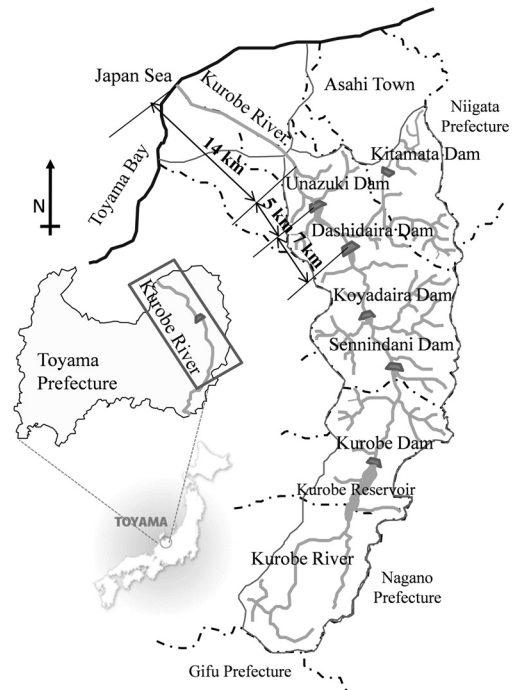 Japan Sea
Kurobe River
Asahi Town
Niigata
Prefecture
Kitamata Dam
14 km
Toyama Bay
Unazuki Dam
N
5 km
7 km
Dashidaira Dam
Kurobe River
Koyadaira Dam
Toyama
Prefecture
Sennindani Dam
Kurobe Dam
Kurobe Reservoir
TOYAMA
Kurobe River
Nagano
Prefecture
Gifu Prefecture